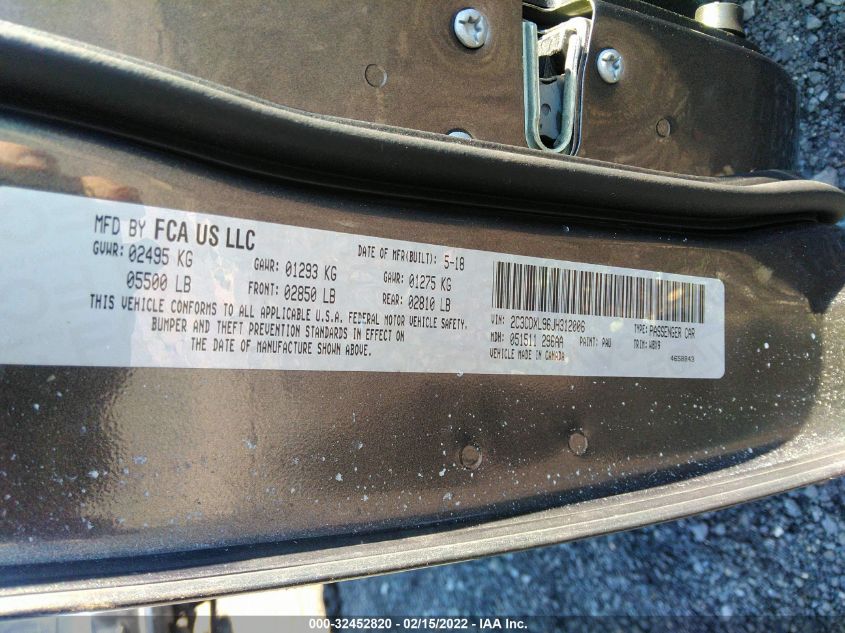 MFD BY FCA US LLC
GVWR: 02495 KG
05500 LB
GAWR: 01293 KG
FRONT: 02850 LB
DATE OF MFR(BUILT): 5-18
GAWR: 01275 KG
REAR: 02810 LB
THIS VEHICLE CONFORMS TO ALL APPLICABLE U.S.A. FEDERAL MOTOR VEHICLE SAFETY,
BUMPER AND THEFT PREVENTION STANDARDS IN EFFECT ON
THE DATE OF MANUFACTURE SHOWN ABOVE.
VIN: 2C3CDXL96JH312006
TYPE: PASSENGER CAR
MDH: 051511 296AA
PAINT: PAU
TRIM: WBX9
VEHICLE MADE IN CANADA
4658843
000-32452820 - 02/15/2022 - IAA Inc.